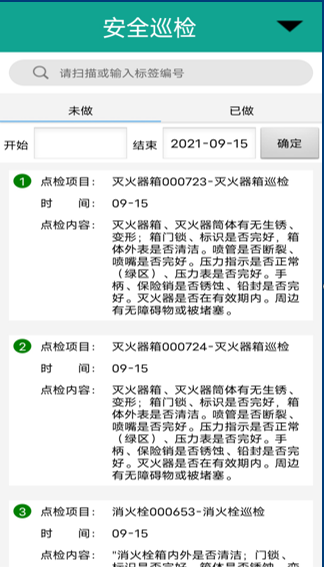 安全巡检
请扫描或输入标签编号
未做 已做
开始 结束 2021-09-15 确定
1 点检项目： 灭火器箱000723-灭火器箱巡检
时 间： 09-15
点检内容： 灭火器箱、灭火器筒体有无生锈、
变形；箱门锁、标识是否完好，箱
体外表是否清洁。喷管是否断裂、
喷嘴是否完好。压力指示是否正常
（绿区）、压力表是否完好。手
柄、保险销是否锈蚀、铅封是否完
好。灭火器是否在有效期内。周边
有无障碍物或被堵塞。
2 点检项目： 灭火器箱000724-灭火器箱巡检
时 间： 09-15
点检内容： 灭火器箱、灭火器筒体有无生锈、
变形；箱门锁、标识是否完好，箱
体外表是否清洁。喷管是否断裂、
喷嘴是否完好。压力指示是否正常
（绿区）、压力表是否完好。手
柄、保险销是否锈蚀、铅封是否完
好。灭火器是否在有效期内。周边
有无障碍物或被堵塞。
3 点检项目： 消火栓000653-消火栓巡检
时 间： 09-15
点检内容： "消火栓箱内外是否清洁；门锁、